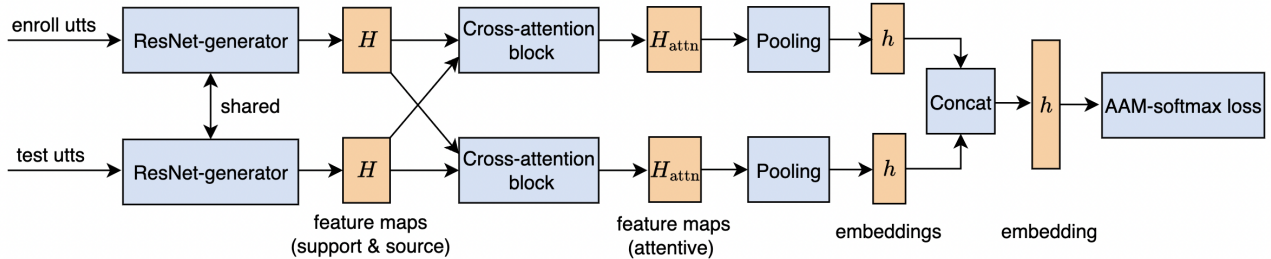 enroll utts
ResNet-generator
H
Cross-attention
block
H_attn
Pooling
h
shared
Concat
h
AAM-softmax loss
test utts
ResNet-generator
H
Cross-attention
block
H_attn
Pooling
h
feature maps
(support & source)
feature maps
(attentive)
embeddings
embedding